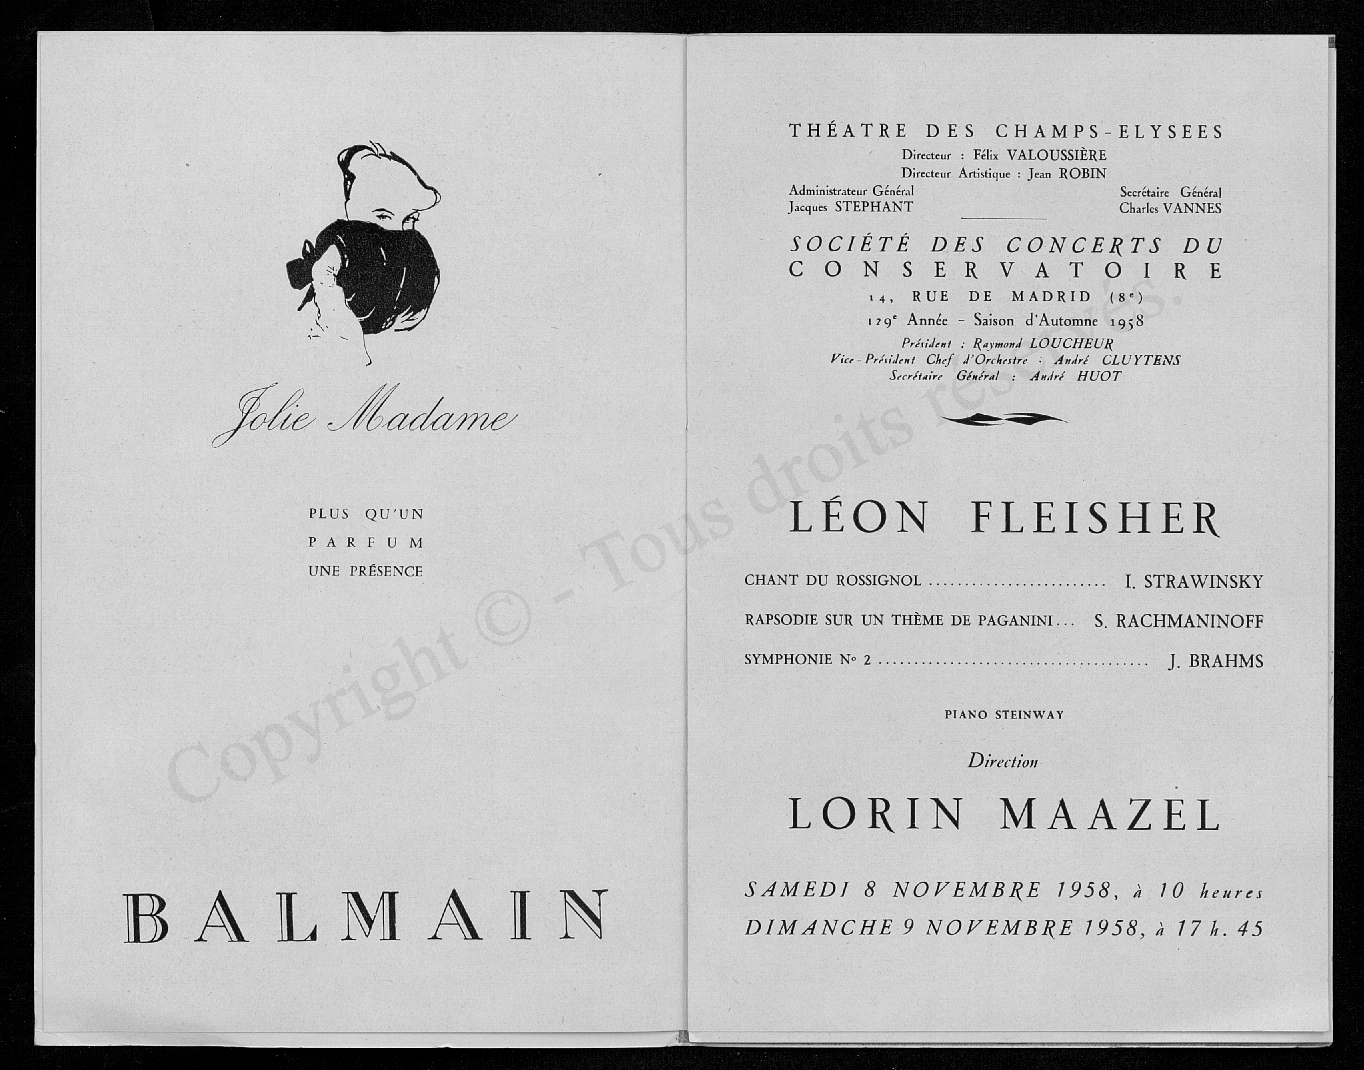 Jolie Madame
PLUS QU'UN
PARFUM
UNE PRÉSENCE
BALMAIN
THÉATRE DES CHAMPS-ELYSEES
Directeur : Félix VALOUSSIÈRE
Directeur Artistique : Jean ROBIN
Administrateur Général
Jacques STEPHANT
Secrétaire Général
Charles VANNES
SOCIÉTÉ DES CONCERTS DU
CONSERVATOIRE
14, RUE DE MADRID (8e)
129e Année - Saison d'Automne 1958
Président : Raymond LOUCHEUR
Vice-Président Chef d'Orchestre : André CLUYTENS
Secrétaire Général : André HUOT
LÉON FLEISHER
CHANT DU ROSSIGNOL ......................... I. STRAWINSKY
RAPSODIE SUR UN THÈME DE PAGANINI... S. RACHMANINOFF
SYMPHONIE No 2 ...................................... J. BRAHMS
PIANO STEINWAY
Direction
LORIN MAAZEL
SAMEDI 8 NOVEMBRE 1958, à 10 heures
DIMANCHE 9 NOVEMBRE 1958, à 17 h. 45
Copyright © - Tous droits réservés.